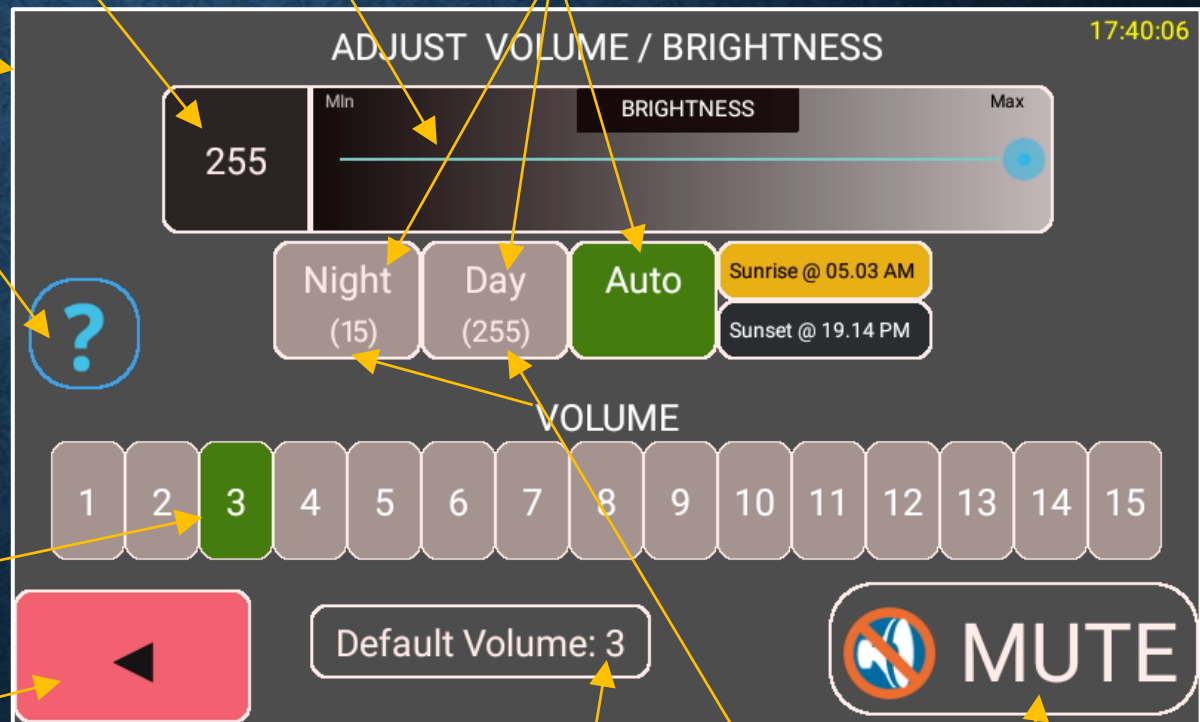 17:40:06
ADJUST VOLUME / BRIGHTNESS
MIn
BRIGHTNESS
Max
255
Night
(15)
Day
(255)
Auto
Sunrise @ 05.03 AM
Sunset @ 19.14 PM
?
VOLUME
1 2 3 4 5 6 7 8 9 10 11 12 13 14 15
Default Volume: 3
MUTE